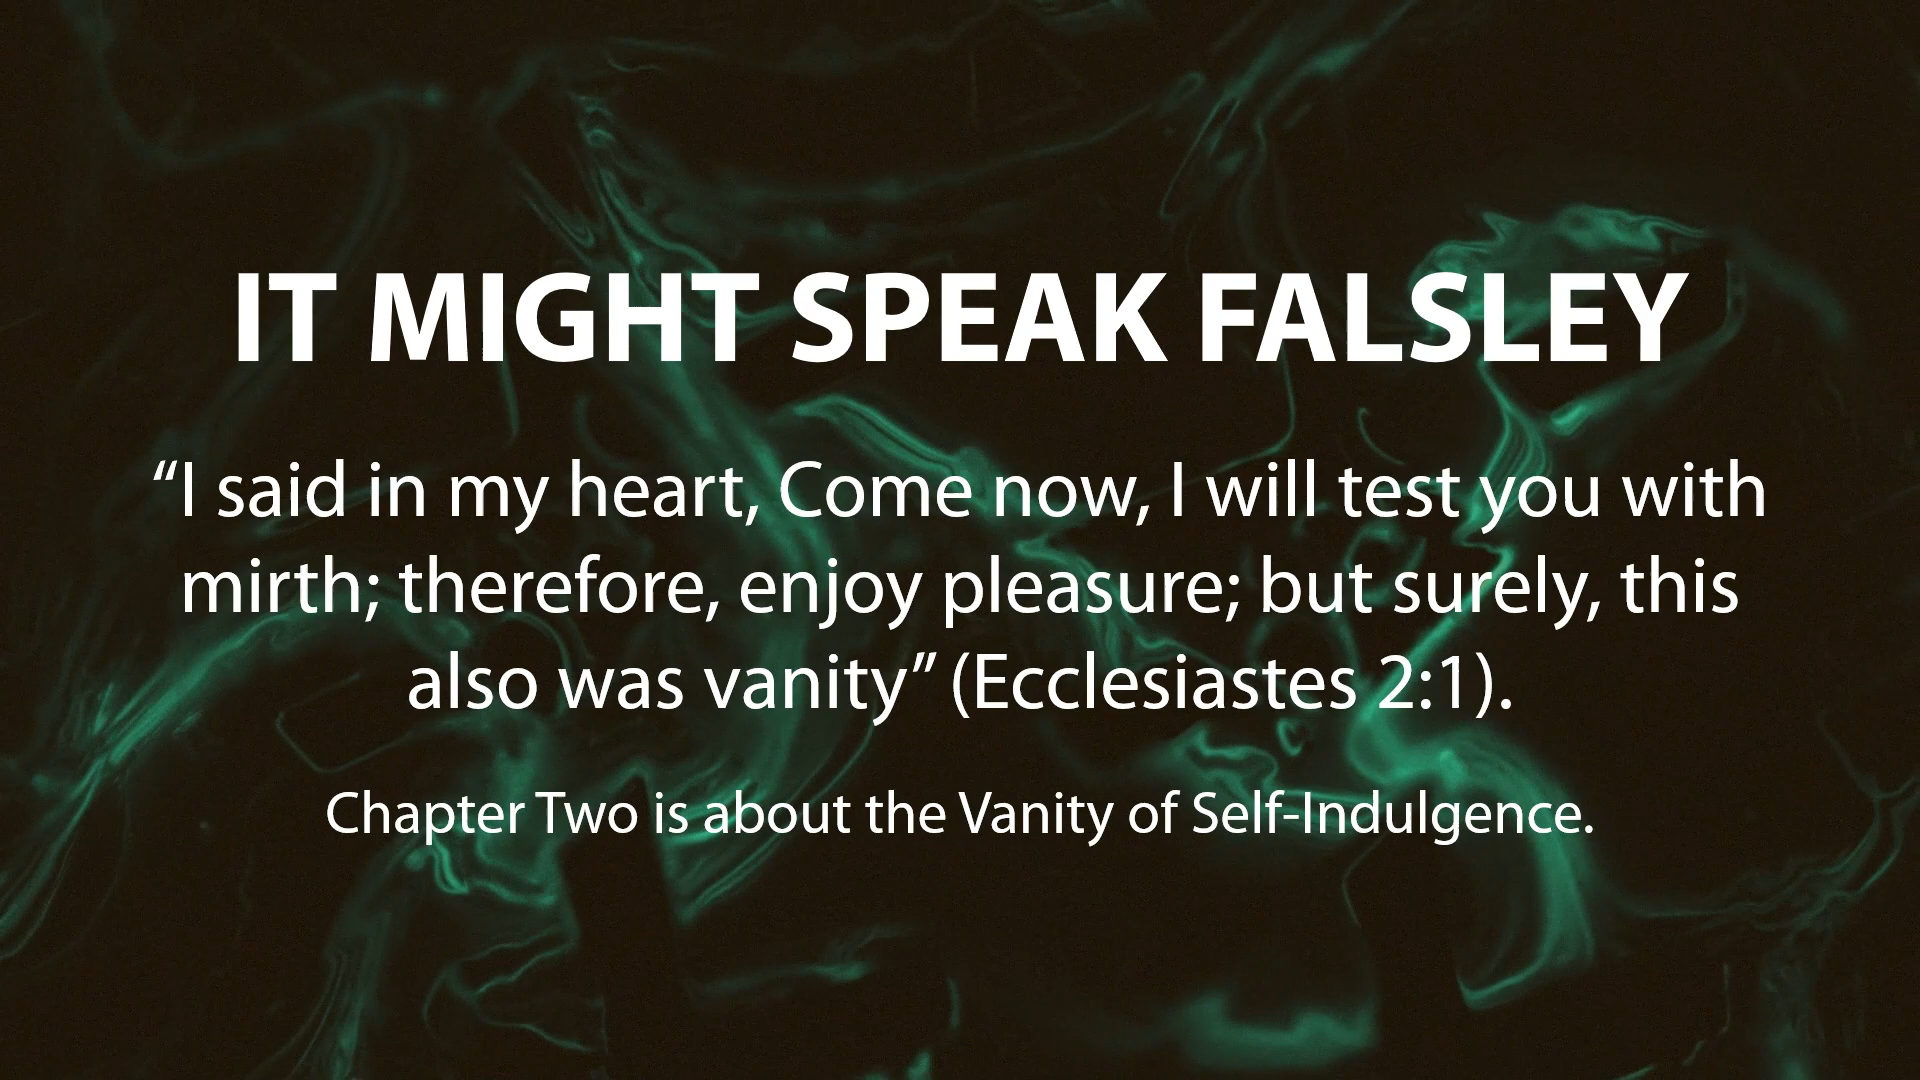 IT MIGHT SPEAK FALSLEY
“I said in my heart, Come now, I will test you with
mirth; therefore, enjoy pleasure; but surely, this
also was vanity” (Ecclesiastes 2:1).
Chapter Two is about the Vanity of Self-Indulgence.